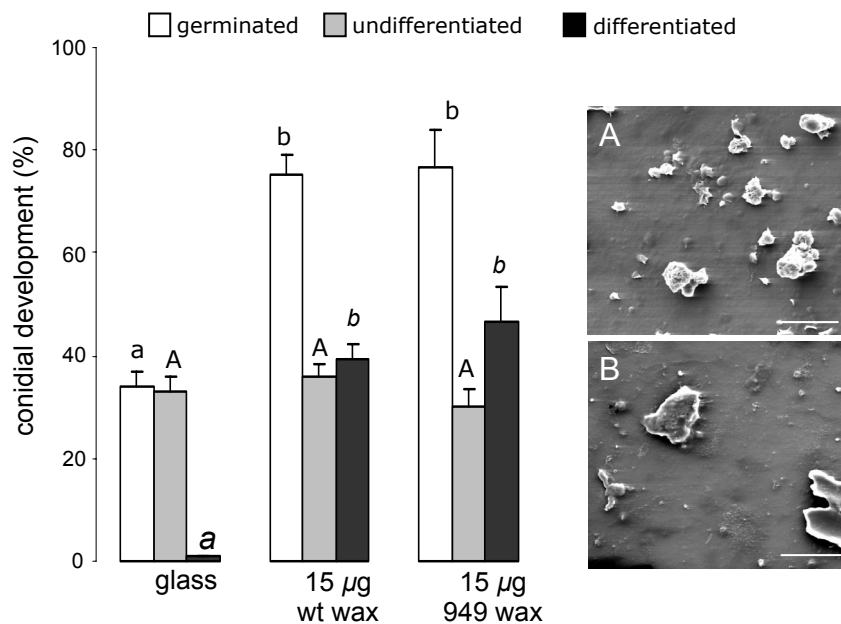 germinated undifferentiated differentiated
conidial development (%)
100
80
60
40
20
0
a A a
b A b
b A b
glass
15 µg
wt wax
15 µg
949 wax
A
B